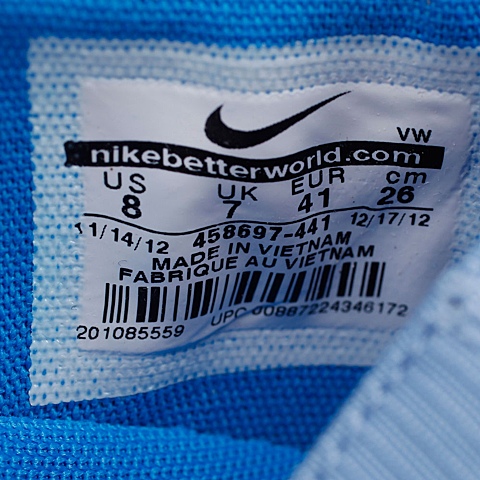 VW
nikebetterworld.com
US UK EUR cm
8 7 41 26
11/14/12 458697-441 12/17/12
MADE IN VIETNAM
FABRIQUE AU VIETNAM
201085559 UPC 00887224346172